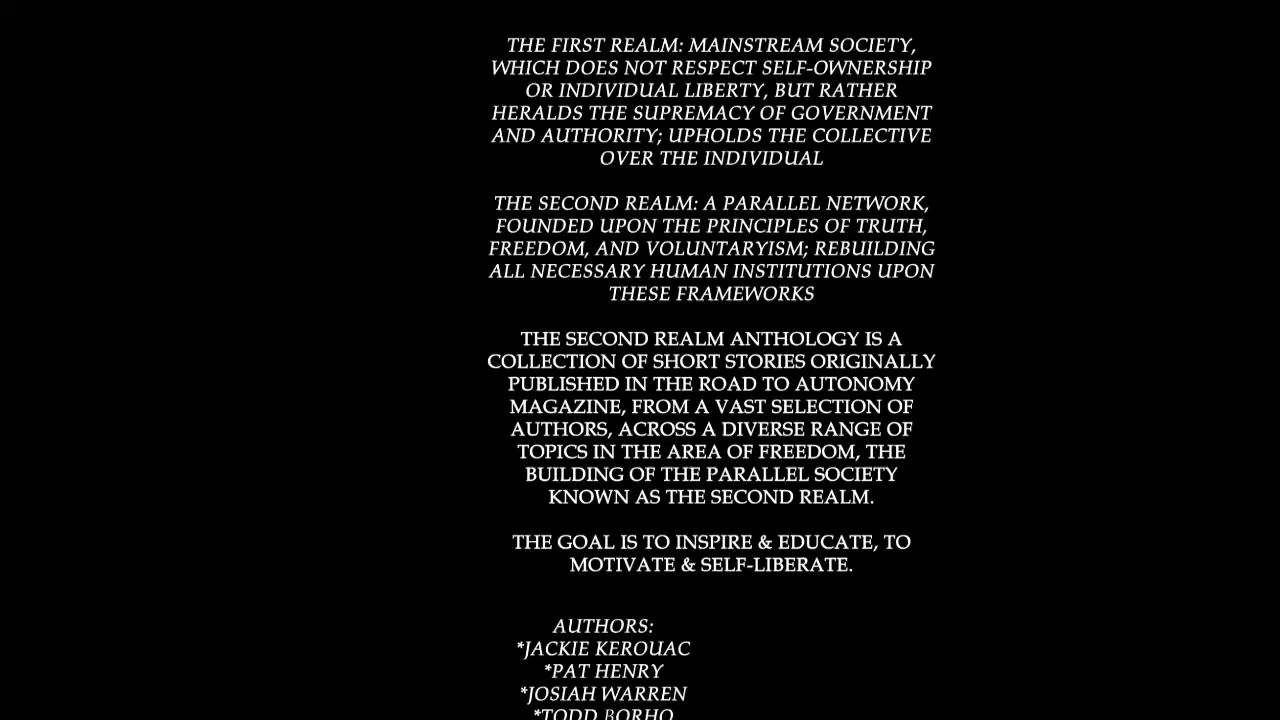 THE FIRST REALM: MAINSTREAM SOCIETY,
WHICH DOES NOT RESPECT SELF-OWNERSHIP
OR INDIVIDUAL LIBERTY, BUT RATHER
HERALDS THE SUPREMACY OF GOVERNMENT
AND AUTHORITY; UPHOLDS THE COLLECTIVE
OVER THE INDIVIDUAL
THE SECOND REALM: A PARALLEL NETWORK,
FOUNDED UPON THE PRINCIPLES OF TRUTH,
FREEDOM, AND VOLUNTARYISM; REBUILDING
ALL NECESSARY HUMAN INSTITUTIONS UPON
THESE FRAMEWORKS
THE SECOND REALM ANTHOLOGY IS A
COLLECTION OF SHORT STORIES ORIGINALLY
PUBLISHED IN THE ROAD TO AUTONOMY
MAGAZINE, FROM A VAST SELECTION OF
AUTHORS, ACROSS A DIVERSE RANGE OF
TOPICS IN THE AREA OF FREEDOM, THE
BUILDING OF THE PARALLEL SOCIETY
KNOWN AS THE SECOND REALM.
THE GOAL IS TO INSPIRE & EDUCATE, TO
MOTIVATE & SELF-LIBERATE.
AUTHORS:
*JACKIE KEROUAC
*PAT HENRY
*JOSIAH WARREN
*TODD BORHO